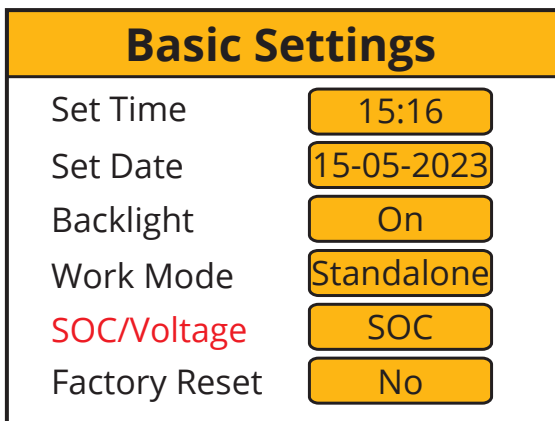 Basic Settings
Set Time 15:16
Set Date 15-05-2023
Backlight On
Work Mode Standalone
SOC/Voltage SOC
Factory Reset No